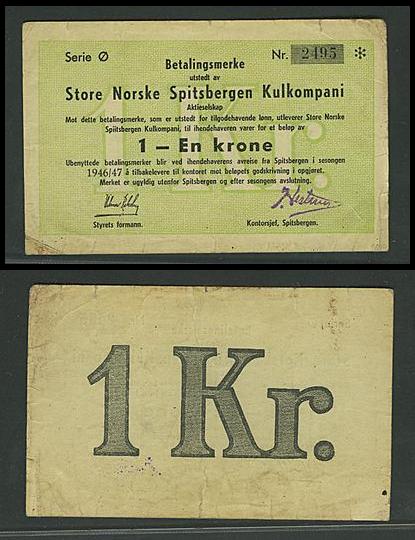 Serie Ø
Nr. 2495 *
Betalingsmerke
utstedt av
Store Norske Spitsbergen Kulkompani
Aktieselskap
Mot dette betalingsmerke, som er utstedt for tilgodehavende lønn, utleverer Store Norske
Spitsbergen Kulkompani, til ihendehaveren varer for et beløp av
1 — En krone
Ubenyttede betalingsmerker blir ved ihendehaverens avreise fra Spitsbergen i sesongen
1946/47 å tilbakelevere til kontoret mot beløpets godskrivning i opgjøret.
Merket er ugyldig utenfor Spitsbergen og efter sesongens avslutning.
Styrets formann.
Kontorsjef, Spitsbergen.
1 Kr.
1 Kr.